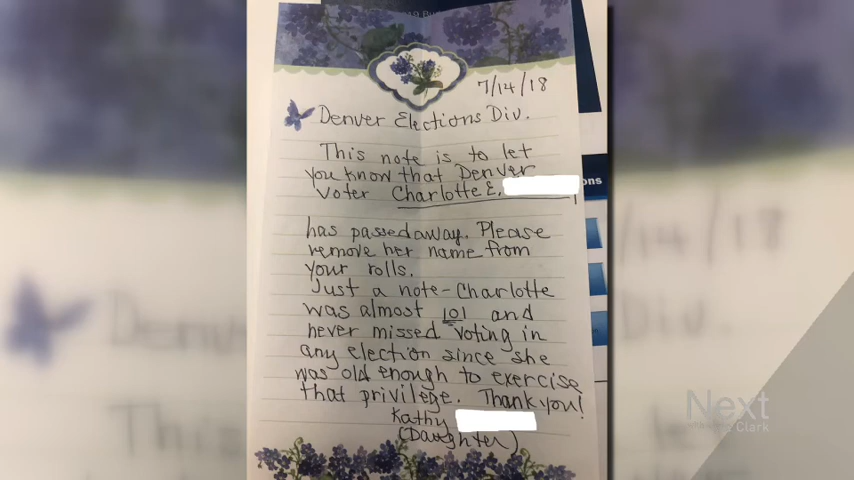 7/14/18
Denver Elections Div.
This note is to let
you know that Denver
voter Charlotte E.
has passed away. Please
remove her name from
your rolls.
Just a note - Charlotte
was almost 101 and
never missed voting in
any election since she
was old enough to exercise
that privilege. Thank you!
Kathy
(Daughter)
ons
Next
Clark